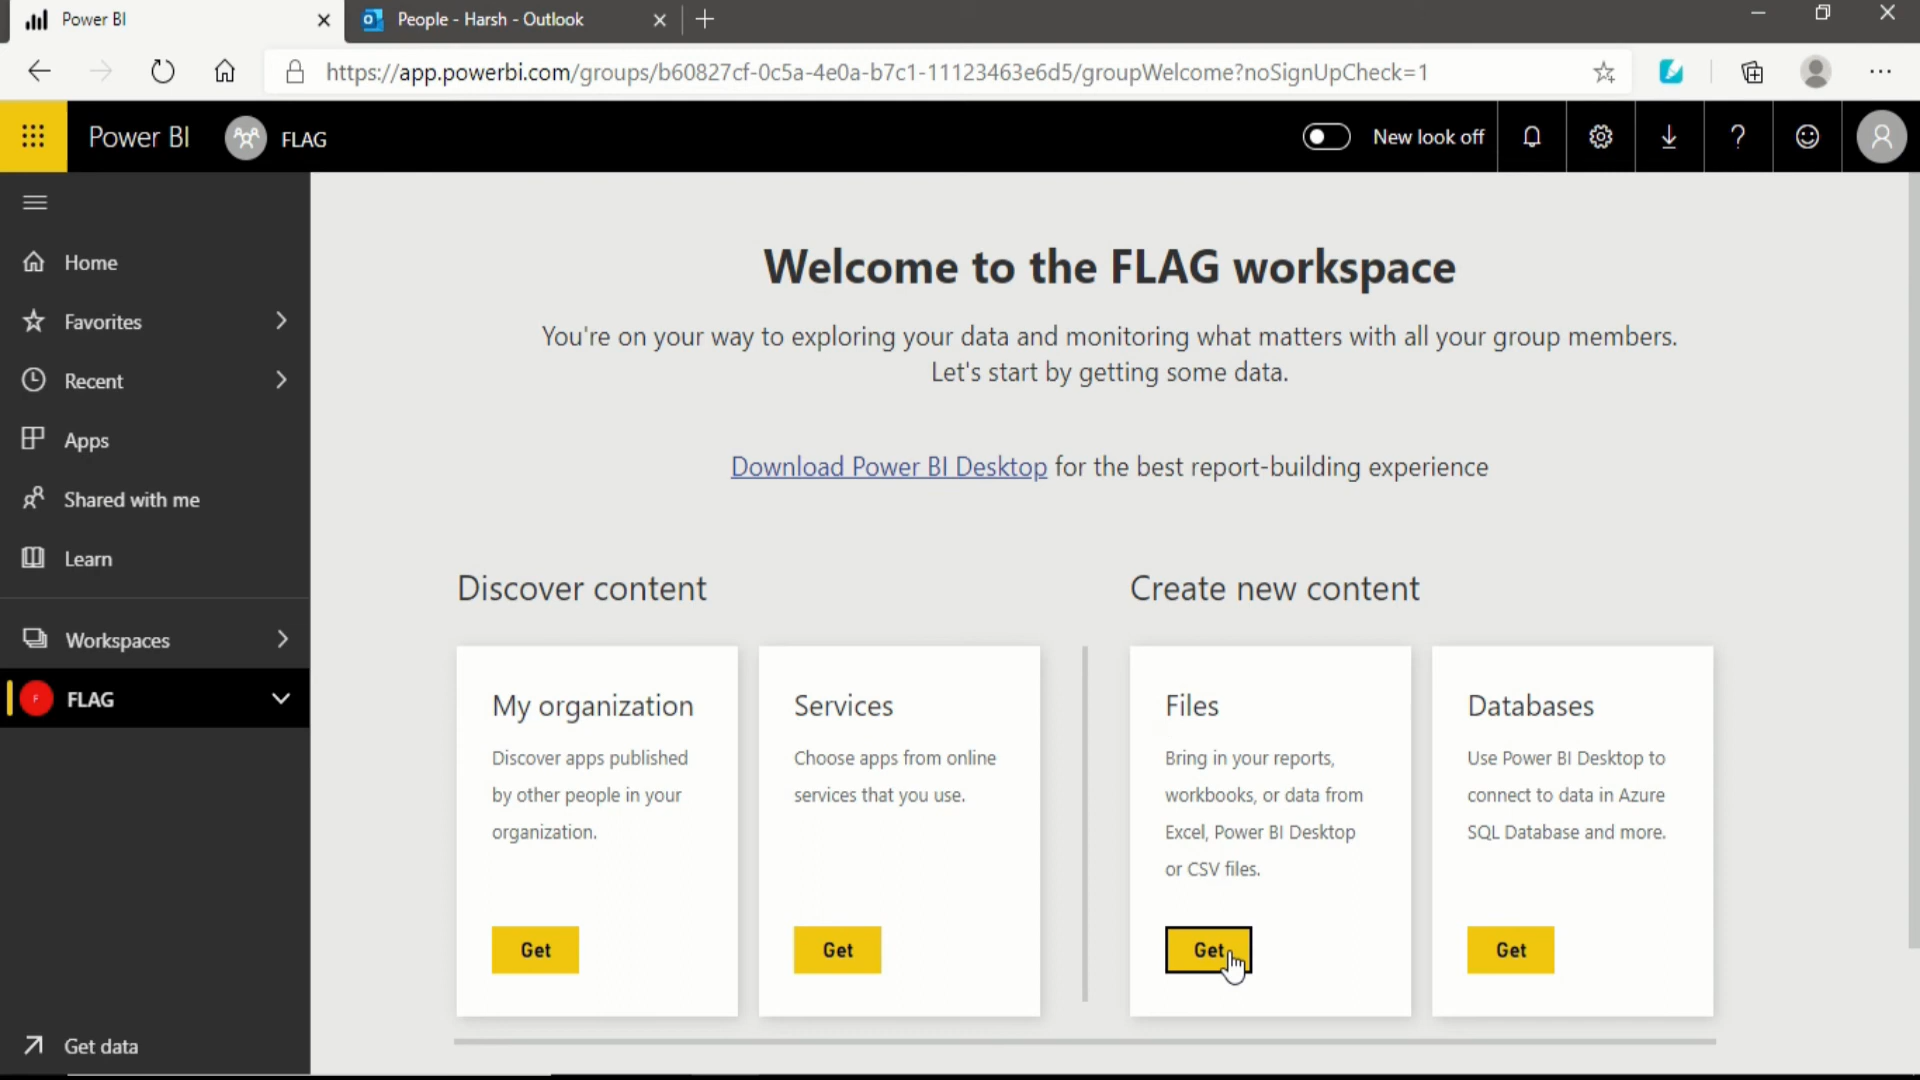 Power BI
People - Harsh - Outlook
https://app.powerbi.com/groups/b60827cf-0c5a-4e0a-b7c1-11123463e6d5/groupWelcome?noSignUpCheck=1
Power BI
FLAG
New look off
Home
Favorites
Recent
Apps
Shared with me
Learn
Workspaces
F
FLAG
Get data
Welcome to the FLAG workspace
You're on your way to exploring your data and monitoring what matters with all your group members.
Let's start by getting some data.
Download Power BI Desktop for the best report-building experience
Discover content
My organization
Discover apps published
by other people in your
organization.
Get
Services
Choose apps from online
services that you use.
Get
Create new content
Files
Bring in your reports,
workbooks, or data from
Excel, Power BI Desktop
or CSV files.
Get
Databases
Use Power BI Desktop to
connect to data in Azure
SQL Database and more.
Get